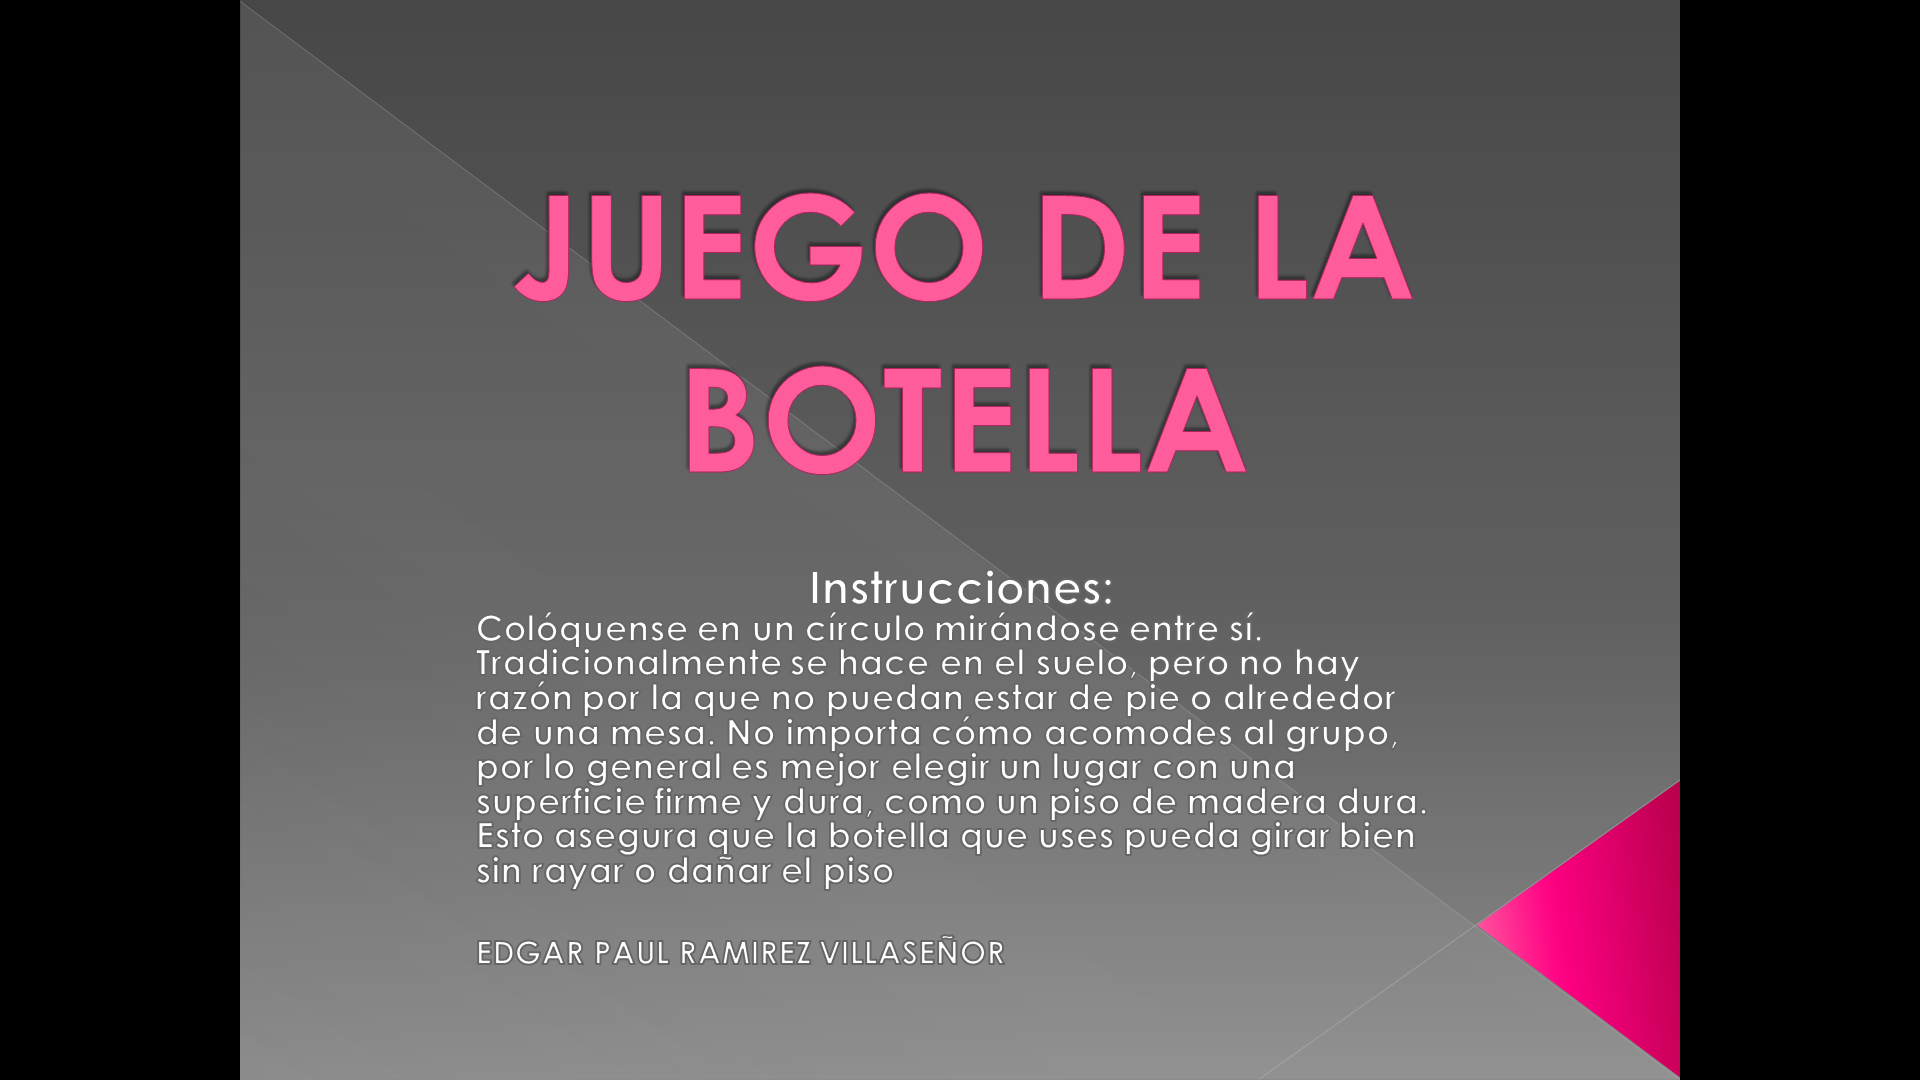 JUEGO DE LA
BOTELLA
Instrucciones:
Colóquense en un círculo mirándose entre sí.
Tradicionalmente se hace en el suelo, pero no hay
razón por la que no puedan estar de pie o alrededor
de una mesa. No importa cómo acomodes al grupo,
por lo general es mejor elegir un lugar con una
superficie firme y dura, como un piso de madera dura.
Esto asegura que la botella que uses pueda girar bien
sin rayar o dañar el piso
EDGAR PAUL RAMIREZ VILLASEÑOR